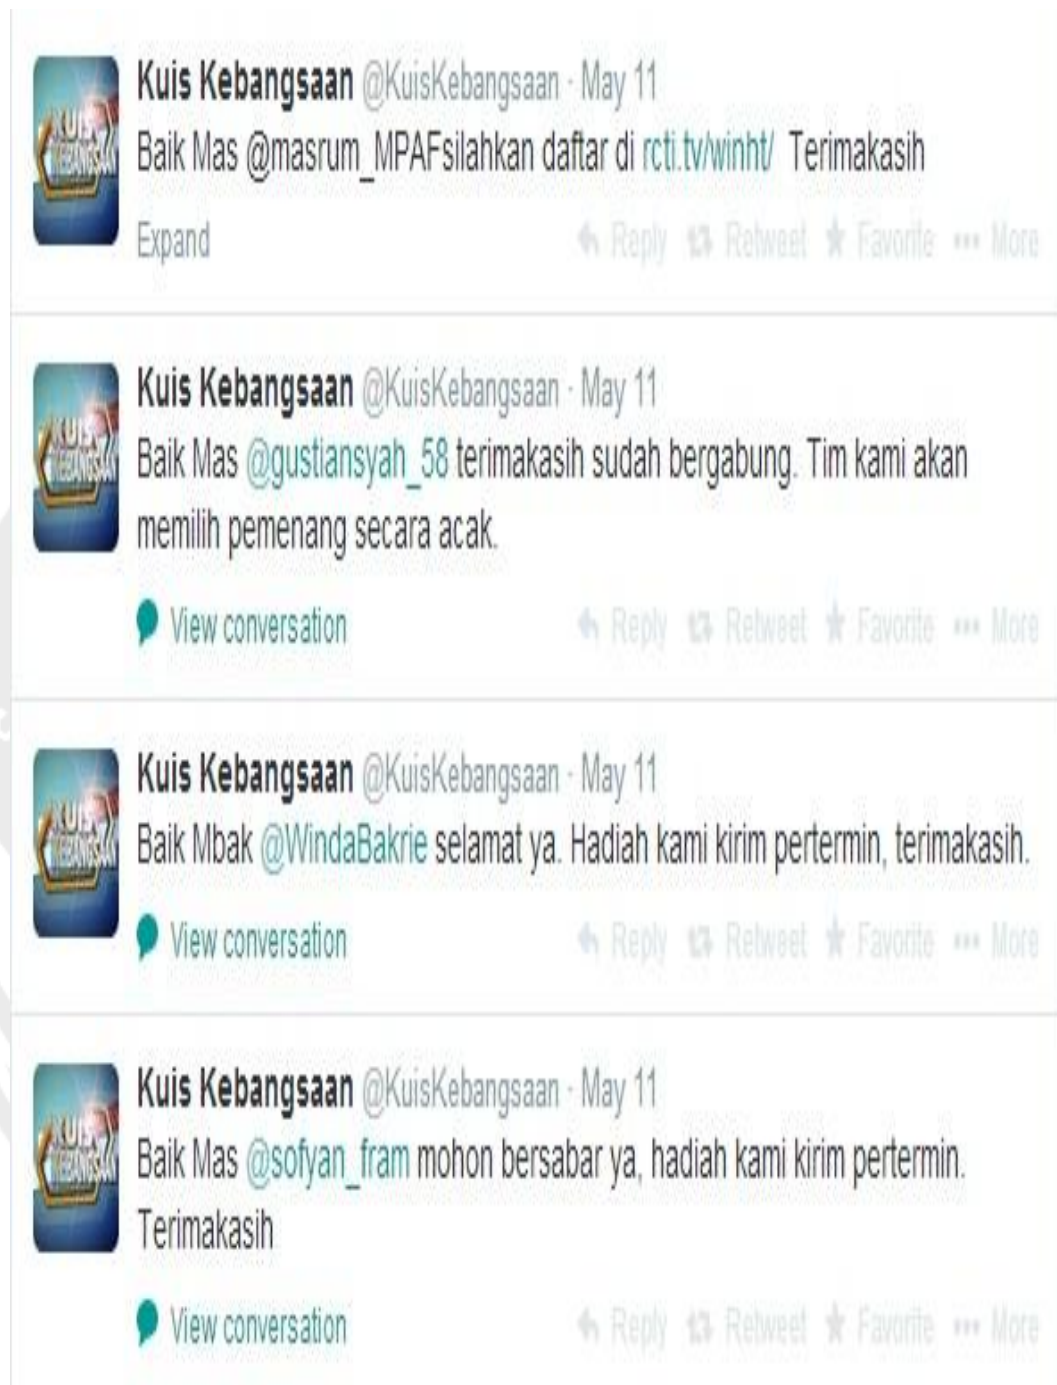 Kuis Kebangsaan @KuisKebangsaan · May 11
Baik Mas @masrum_MPAFsilahkan daftar di rcti.tv/winht/ Terimakasih
Expand Reply Retweet Favorite More
Kuis Kebangsaan @KuisKebangsaan · May 11
Baik Mas @gustiansyah_58 terimakasih sudah bergabung. Tim kami akan
memilih pemenang secara acak.
View conversation Reply Retweet Favorite More
Kuis Kebangsaan @KuisKebangsaan · May 11
Baik Mbak @WindaBakrie selamat ya. Hadiah kami kirim pertermin, terimakasih.
View conversation Reply Retweet Favorite More
Kuis Kebangsaan @KuisKebangsaan · May 11
Baik Mas @sofyan_fram mohon bersabar ya, hadiah kami kirim pertermin.
Terimakasih
View conversation Reply Retweet Favorite More